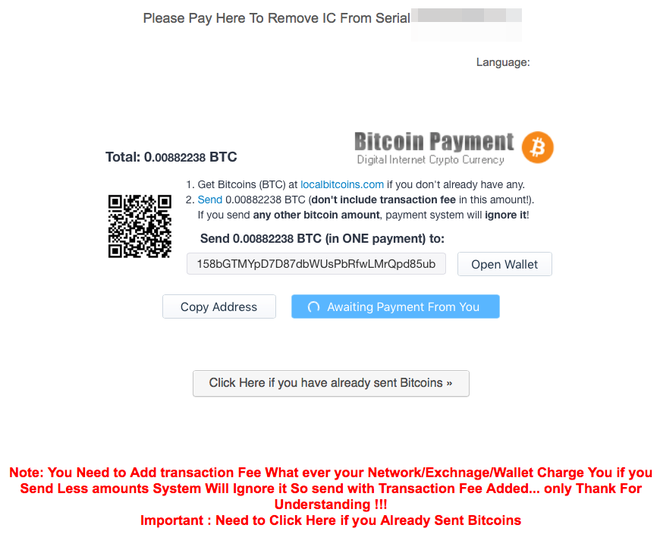 Please Pay Here To Remove IC From Serial
Language:
Bitcoin Payment
Digital Internet Crypto Currency
Total: 0.00882238 BTC
1. Get Bitcoins (BTC) at localbitcoins.com if you don't already have any.
2. Send 0.00882238 BTC (don't include transaction fee in this amount!).
If you send any other bitcoin amount, payment system will ignore it!
Send 0.00882238 BTC (in ONE payment) to:
158bGTMYpD7D87dbWUsPbRfwLMrQpd85ub
Open Wallet
Copy Address
Awaiting Payment From You
Click Here if you have already sent Bitcoins »
Note: You Need to Add transaction Fee What ever your Network/Exchnage/Wallet Charge You if you
Send Less amounts System Will Ignore it So send with Transaction Fee Added... only Thank For
Understanding !!!
Important : Need to Click Here if you Already Sent Bitcoins